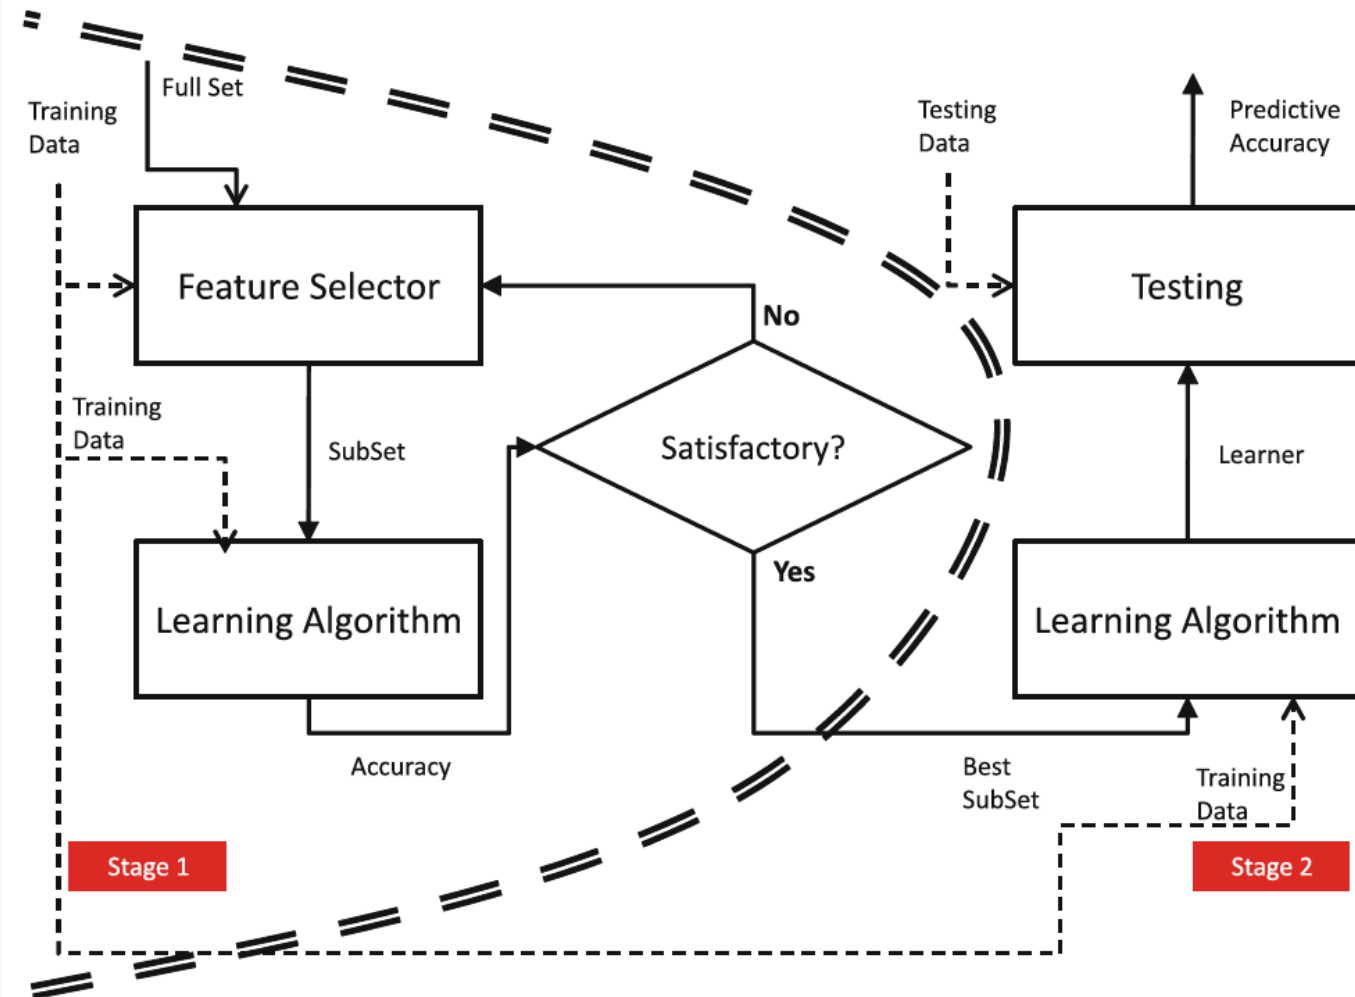 Full Set
Training
Data
Testing
Data
Predictive
Accuracy
Feature Selector
Testing
No
Training
Data
SubSet
Satisfactory?
Learner
Yes
Learning Algorithm
Learning Algorithm
Accuracy
Best
SubSet
Training
Data
Stage 1
Stage 2